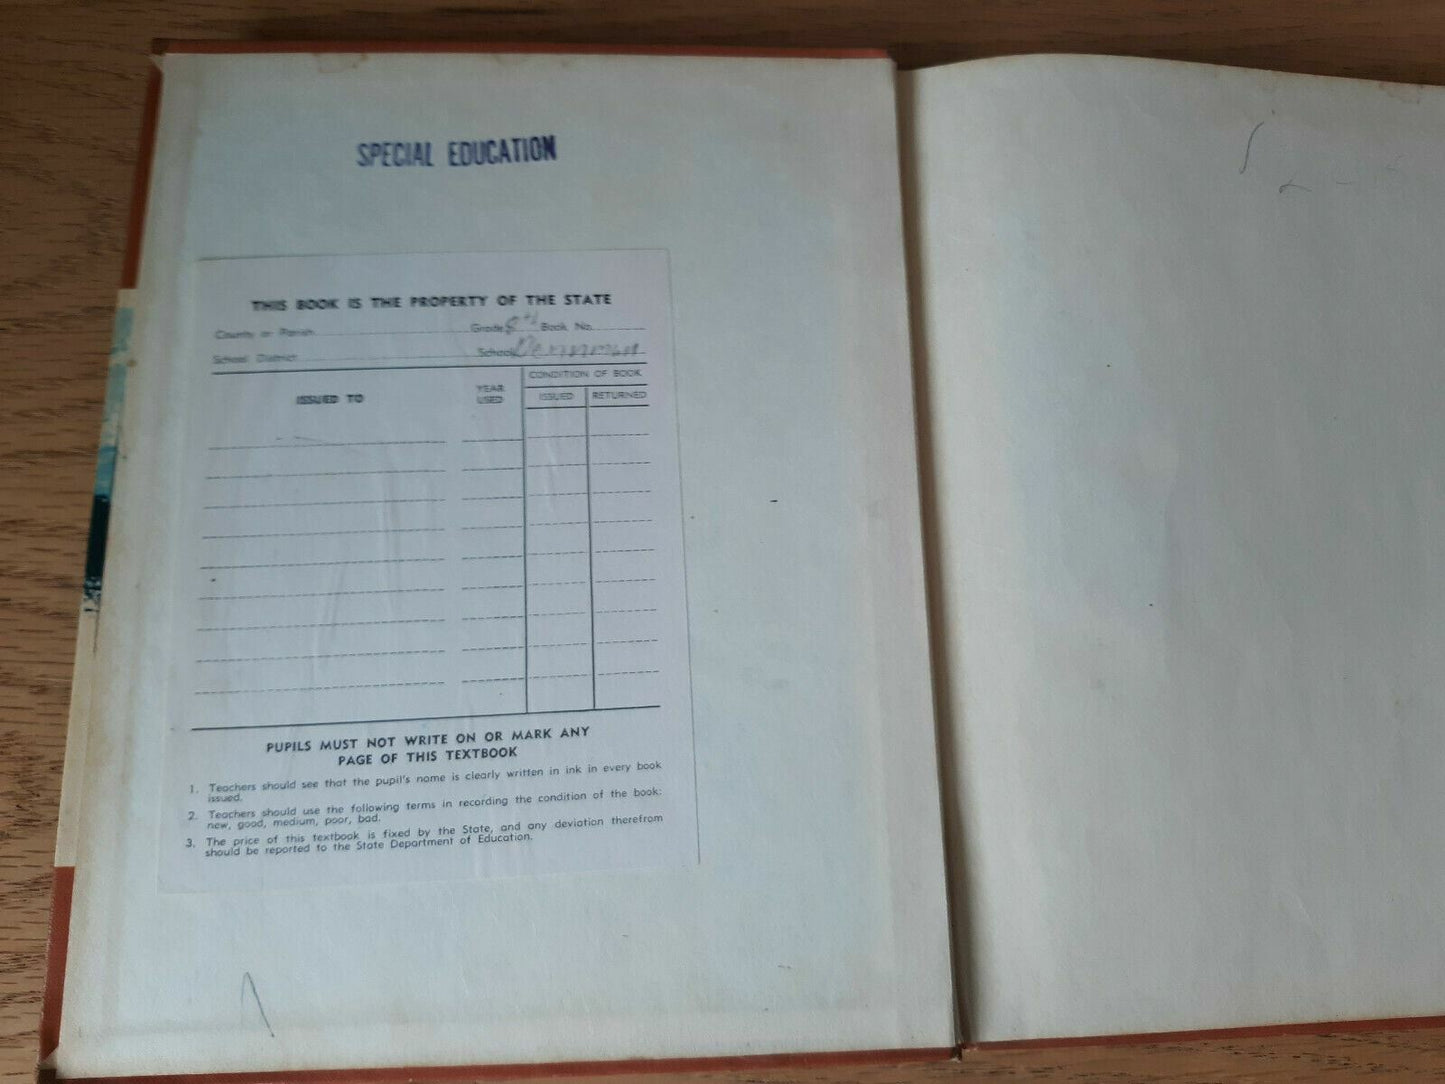 SPECIAL EDUCATION
THIS BOOK IS THE PROPERTY OF THE STATE
County or Parish Grade 8th Book No.
School District School
CONDITION OF BOOK
ISSUED TO YEAR USED ISSUED RETURNED
PUPILS MUST NOT WRITE ON OR MARK ANY
PAGE OF THIS TEXTBOOK
1. Teachers should see that the pupil's name is clearly written in ink in every book
issued.
2. Teachers should use the following terms in recording the condition of the book:
new, good, medium, poor, bad.
3. The price of this textbook is fixed by the State, and any deviation therefrom
should be reported to the State Department of Education.